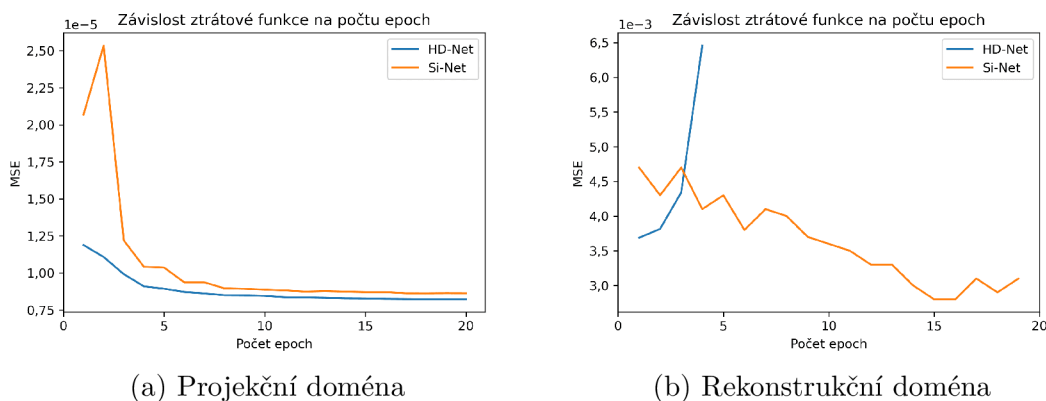 Závislost ztrátové funkce na počtu epoch
1e−5
2,50
2,25
2,00
1,75
1,50
1,25
1,00
0,75
MSE
0
5
10
15
20
Počet epoch
HD-Net
Si-Net
(a) Projekční doména
Závislost ztrátové funkce na počtu epoch
1e−3
6,5
6,0
5,5
5,0
4,5
4,0
3,5
3,0
MSE
0
5
10
15
20
Počet epoch
HD-Net
Si-Net
(b) Rekonstrukční doména